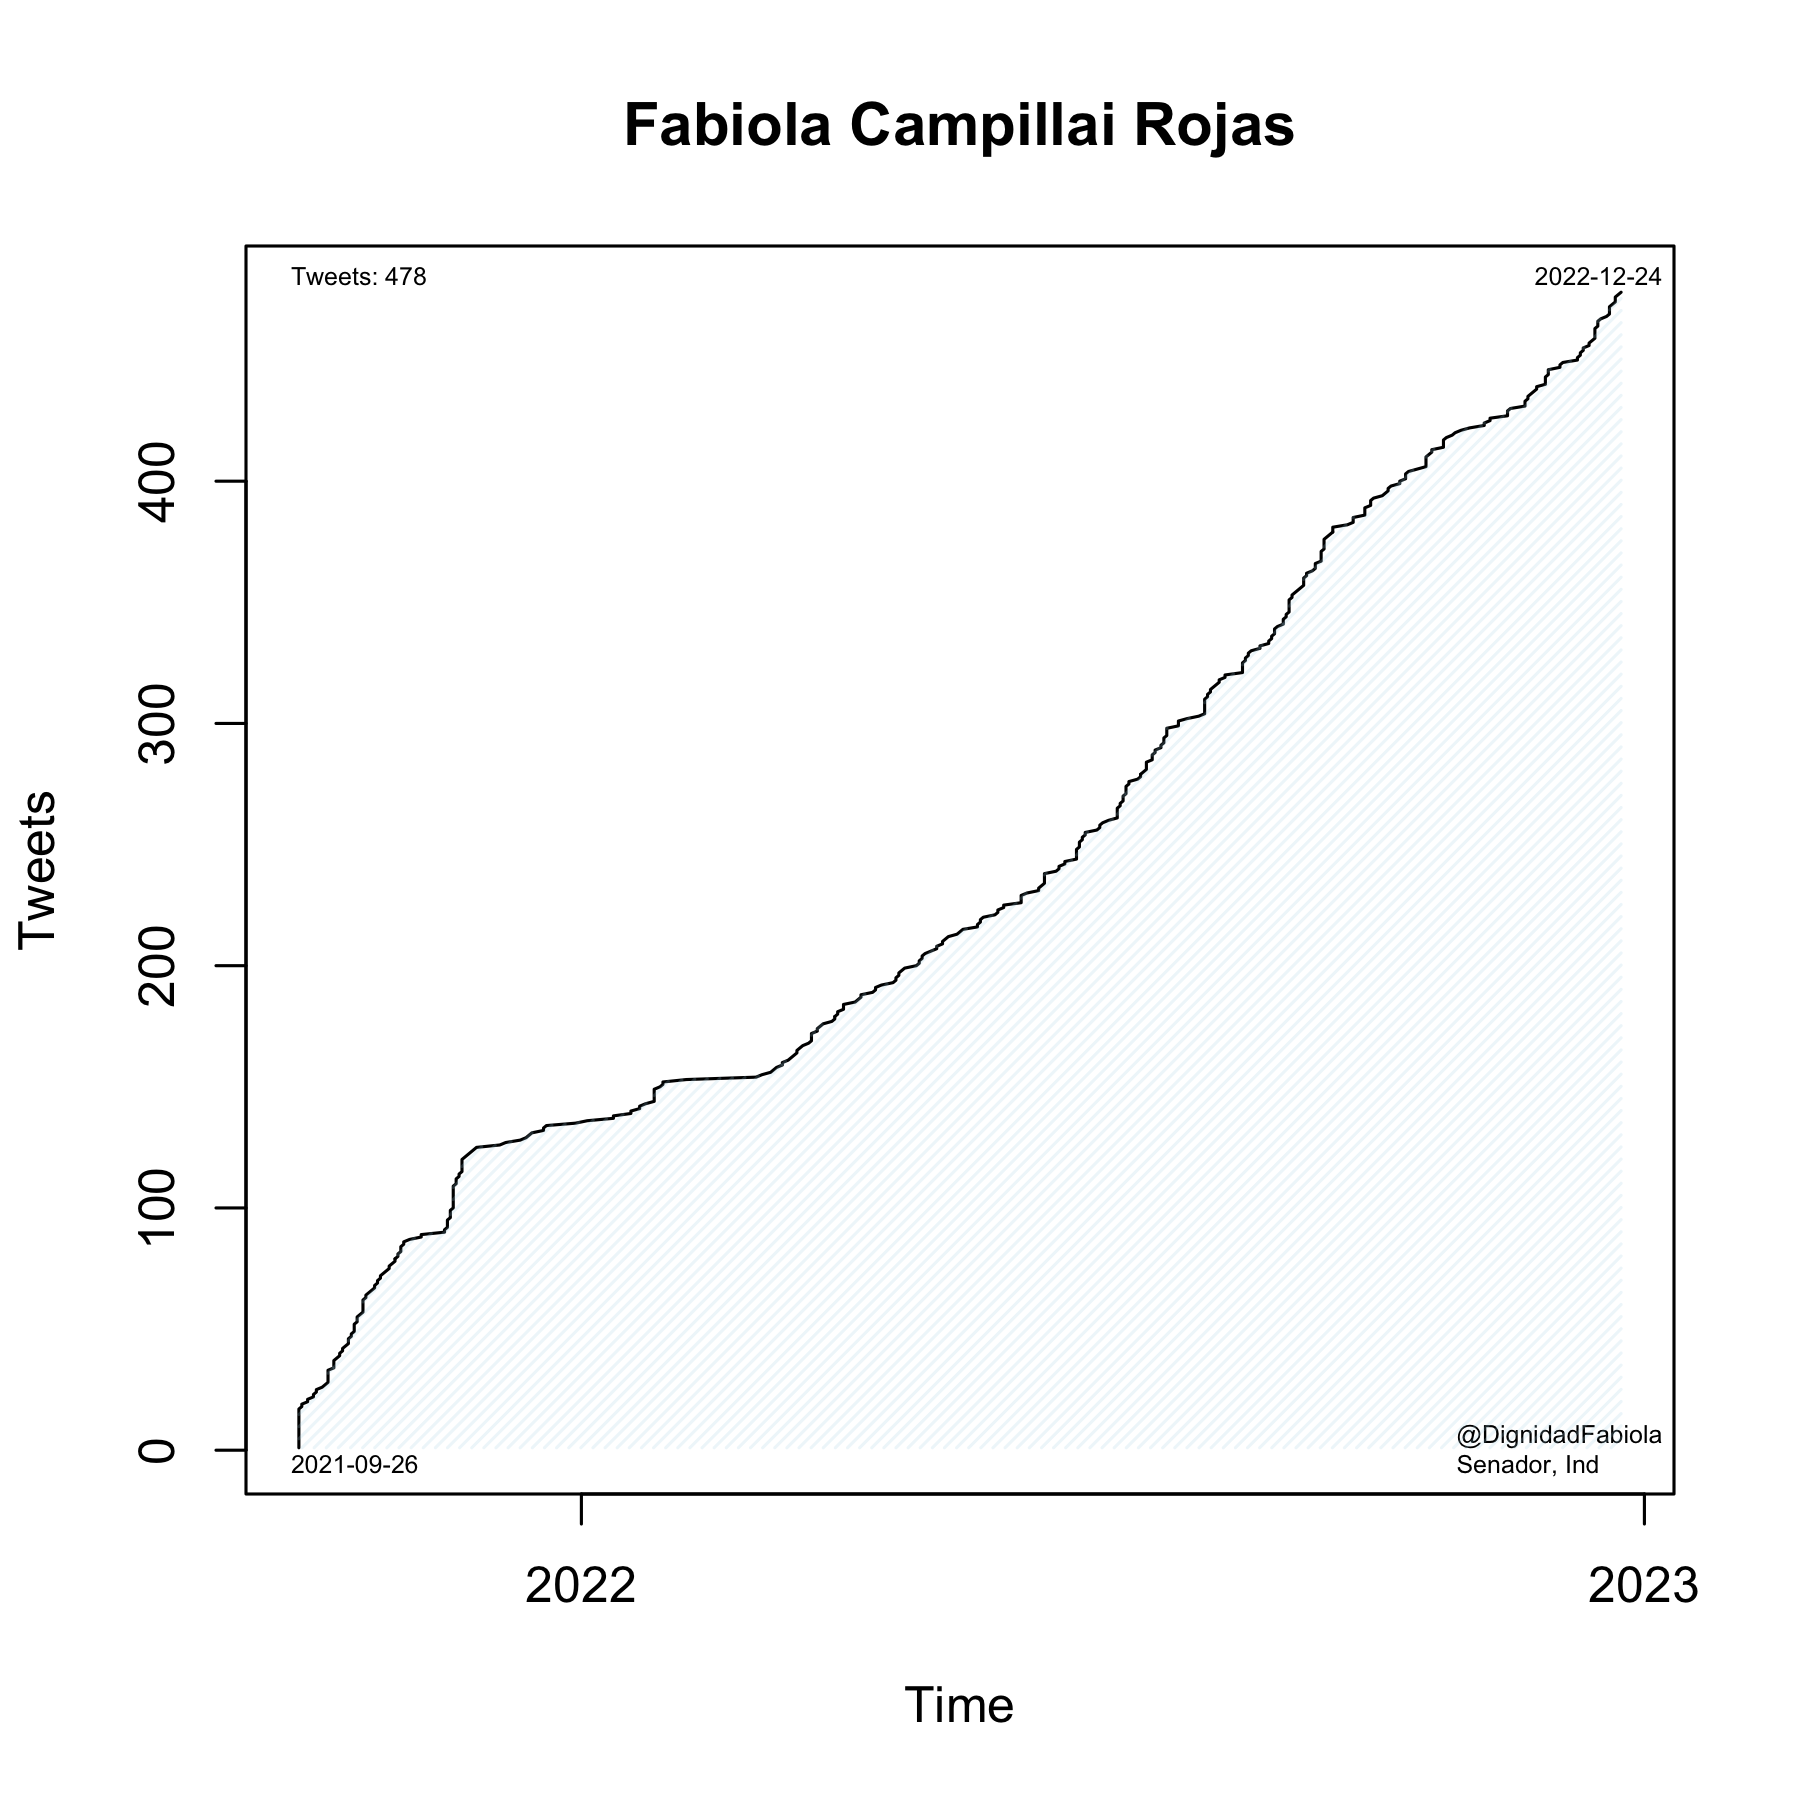 Fabiola Campillai Rojas
Tweets: 478
2022-12-24
400
300
200
100
0
Tweets
@DignidadFabiola
Senador, Ind
2021-09-26
2022
2023
Time